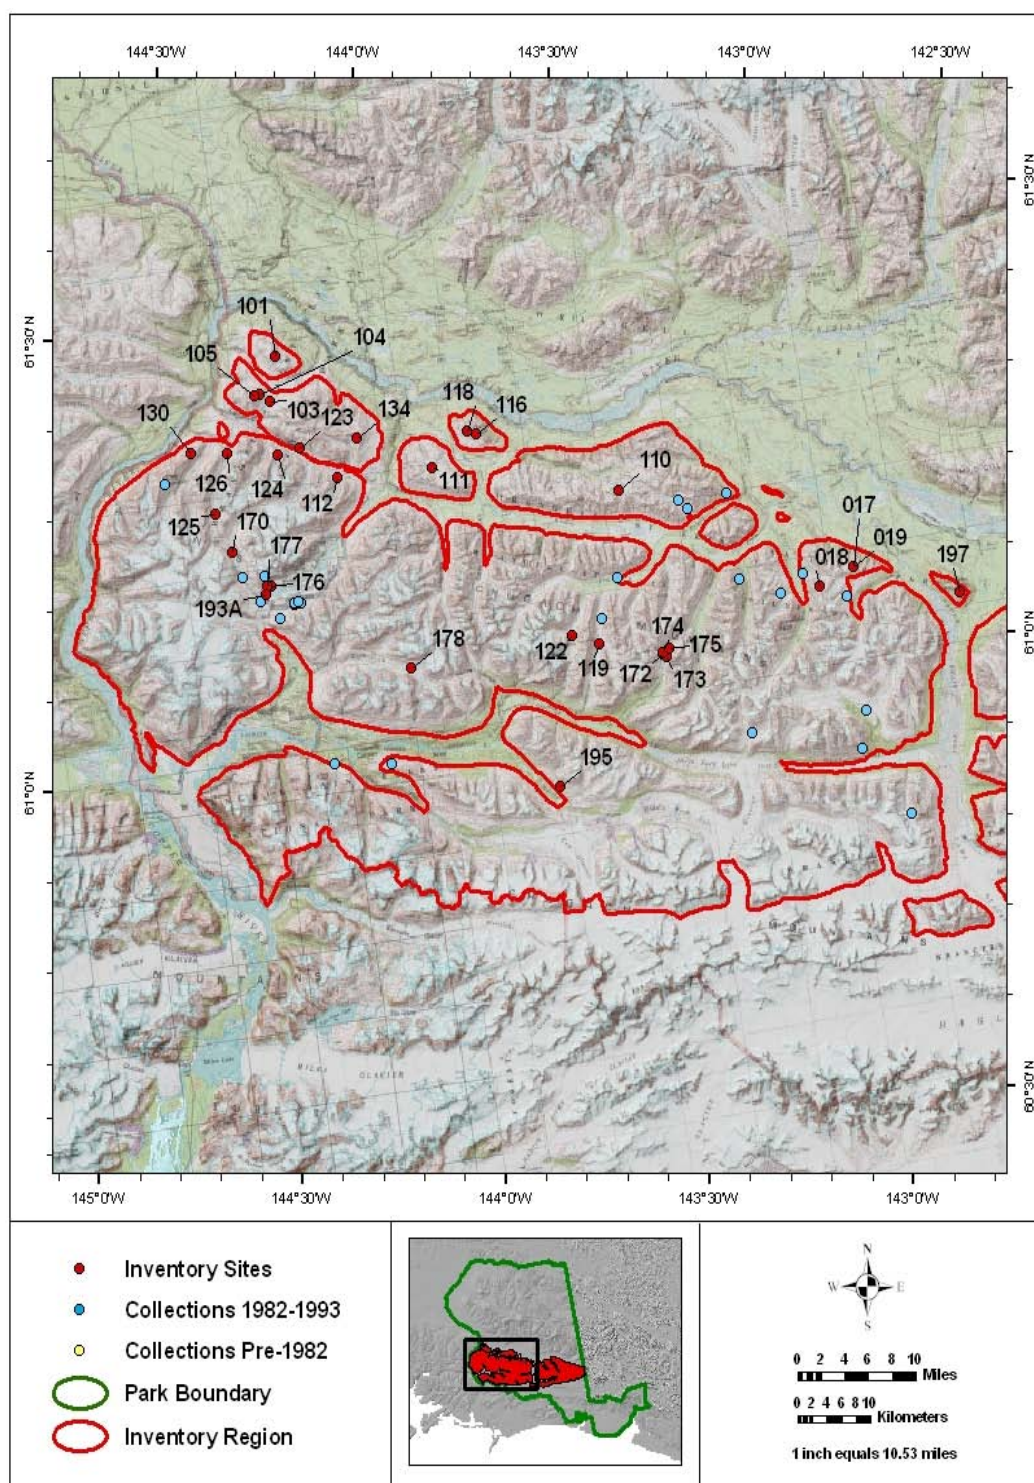 144°30'W 144°0'W 143°30'W 143°0'W 142°30'W
61°30'N
61°30'N
101
104
105
103
123
134
118
116
130
110
126
124
112
111
017
019
125
170
018
197
177
176
193A
61°0'N
174
175
178
122
119
172
173
195
61°0'N
MOUNTAINS
MOUNTAINS
GLACIER
60°30'N
145°0'W 144°30'W 144°0'W 143°30'W 143°0'W
Inventory Sites
Collections 1982-1993
Collections Pre-1982
Park Boundary
Inventory Region
N
W E
S
0 2 4 6 8 10
Miles
0 2 4 6 8 10
Kilometers
1 inch equals 10.53 miles